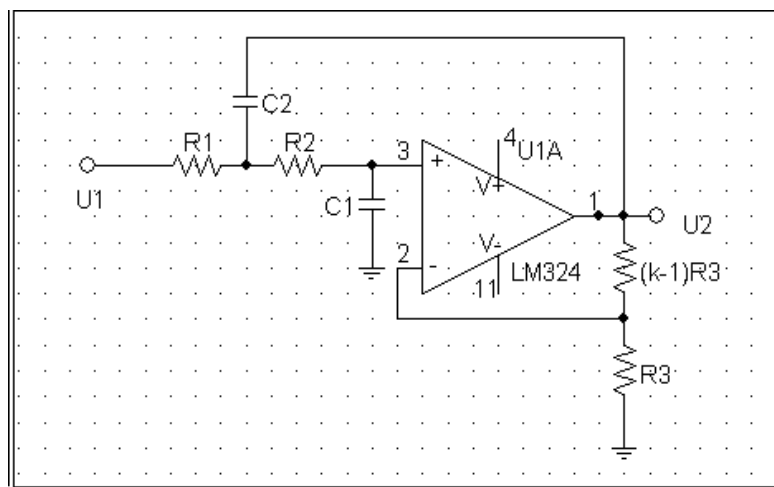 C2
R1
R2
3
+
4
U1A
V+
U1
C1
1
U2
2
-
V-
LM324
11
(k-1)R3
R3